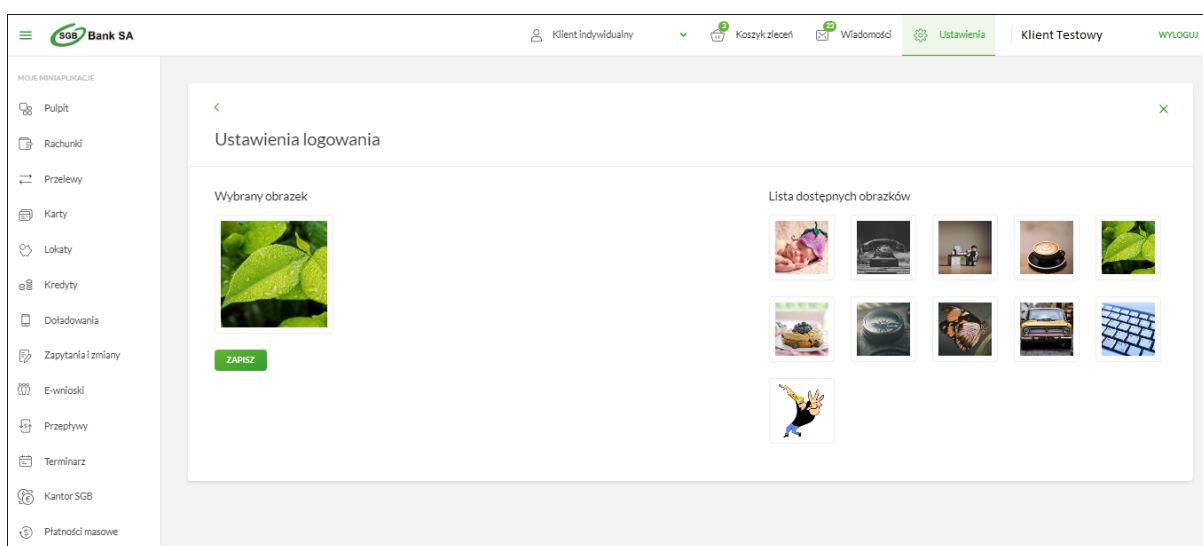 SGB Bank SA
Klient indywidualny
3
Koszyk zleceń
23
Wiadomości
Ustawienia
Klient Testowy
WYLOGUJ
MOJE MINIAPLIKACJE
Pulpit
Rachunki
Przelewy
Karty
Lokaty
Kredyty
Doładowania
Zapytania i zmiany
E-wnioski
Przepływy
Terminarz
Kantor SGB
Płatności masowe
Ustawienia logowania
Wybrany obrazek
ZAPISZ
Lista dostępnych obrazków